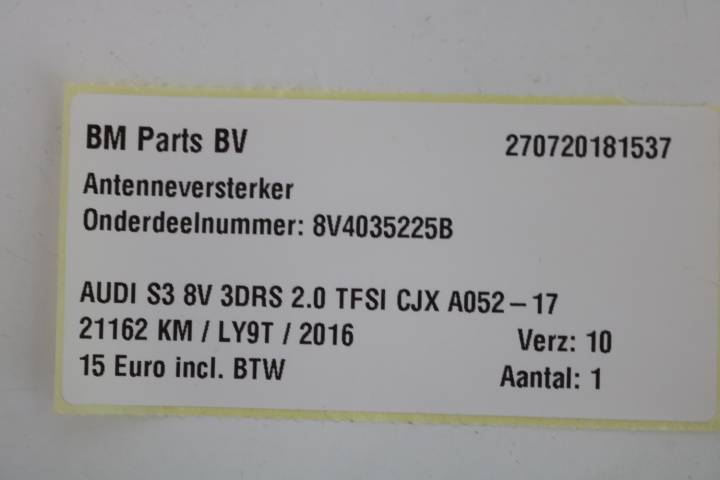 BM Parts BV 270720181537
Antenneversterker
Onderdeelnummer: 8V4035225B
AUDI S3 8V 3DRS 2.0 TFSI CJX A052-17
21162 KM / LY9T / 2016 Verz: 10
15 Euro incl. BTW Aantal: 1